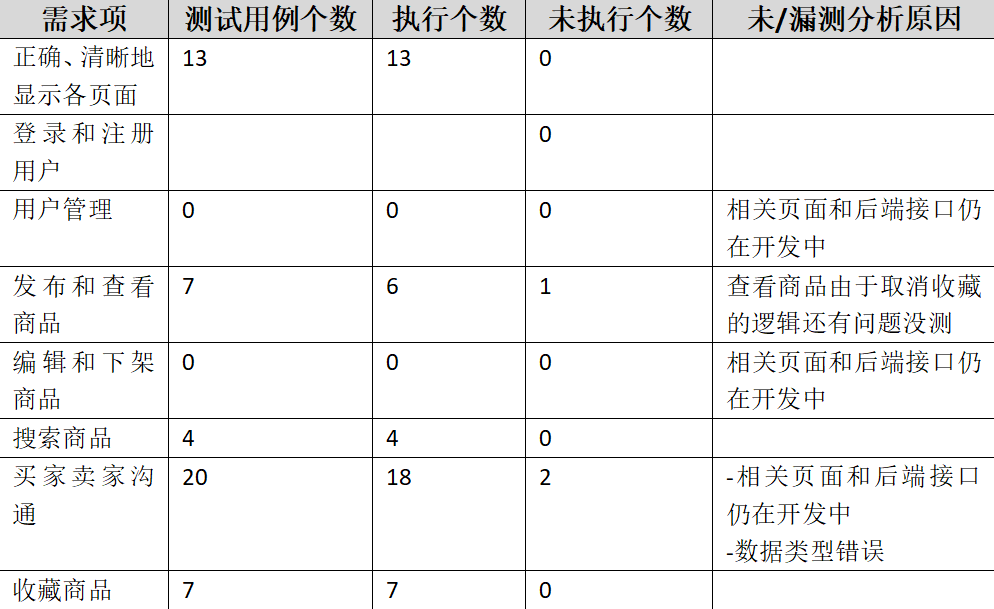 需求项 测试用例个数 执行个数 未执行个数 未/漏测分析原因
正确、清晰地 13 13 0
显示各页面
登录和注册 0
用户
用户管理 0 0 0 相关页面和后端接口仍
在开发中
发布和查看 7 6 1 查看商品由于取消收藏
商品 的逻辑还有问题没测
编辑和下架 0 0 0 相关页面和后端接口仍
商品 在开发中
搜索商品 4 4 0
买家卖家沟 20 18 2 -相关页面和后端接口
通 仍在开发中
-数据类型错误
收藏商品 7 7 0